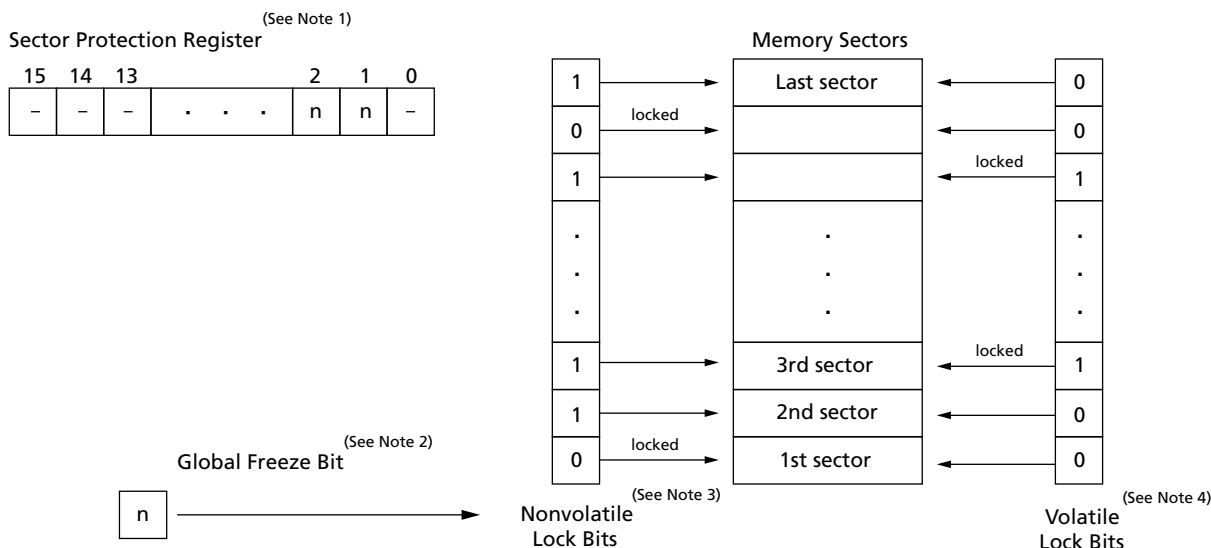 (See Note 1)
Sector Protection Register
15 14 13 2 1 0
– – – . . . n n –
Memory Sectors
1 Last sector 0
0 locked 0
1 locked 1
. . .
. . .
. . .
1 3rd sector locked 1
1 2nd sector 0
0 locked 1st sector 0
(See Note 2)
Global Freeze Bit
n
(See Note 3)
Nonvolatile
Lock Bits
(See Note 4)
Volatile
Lock Bits